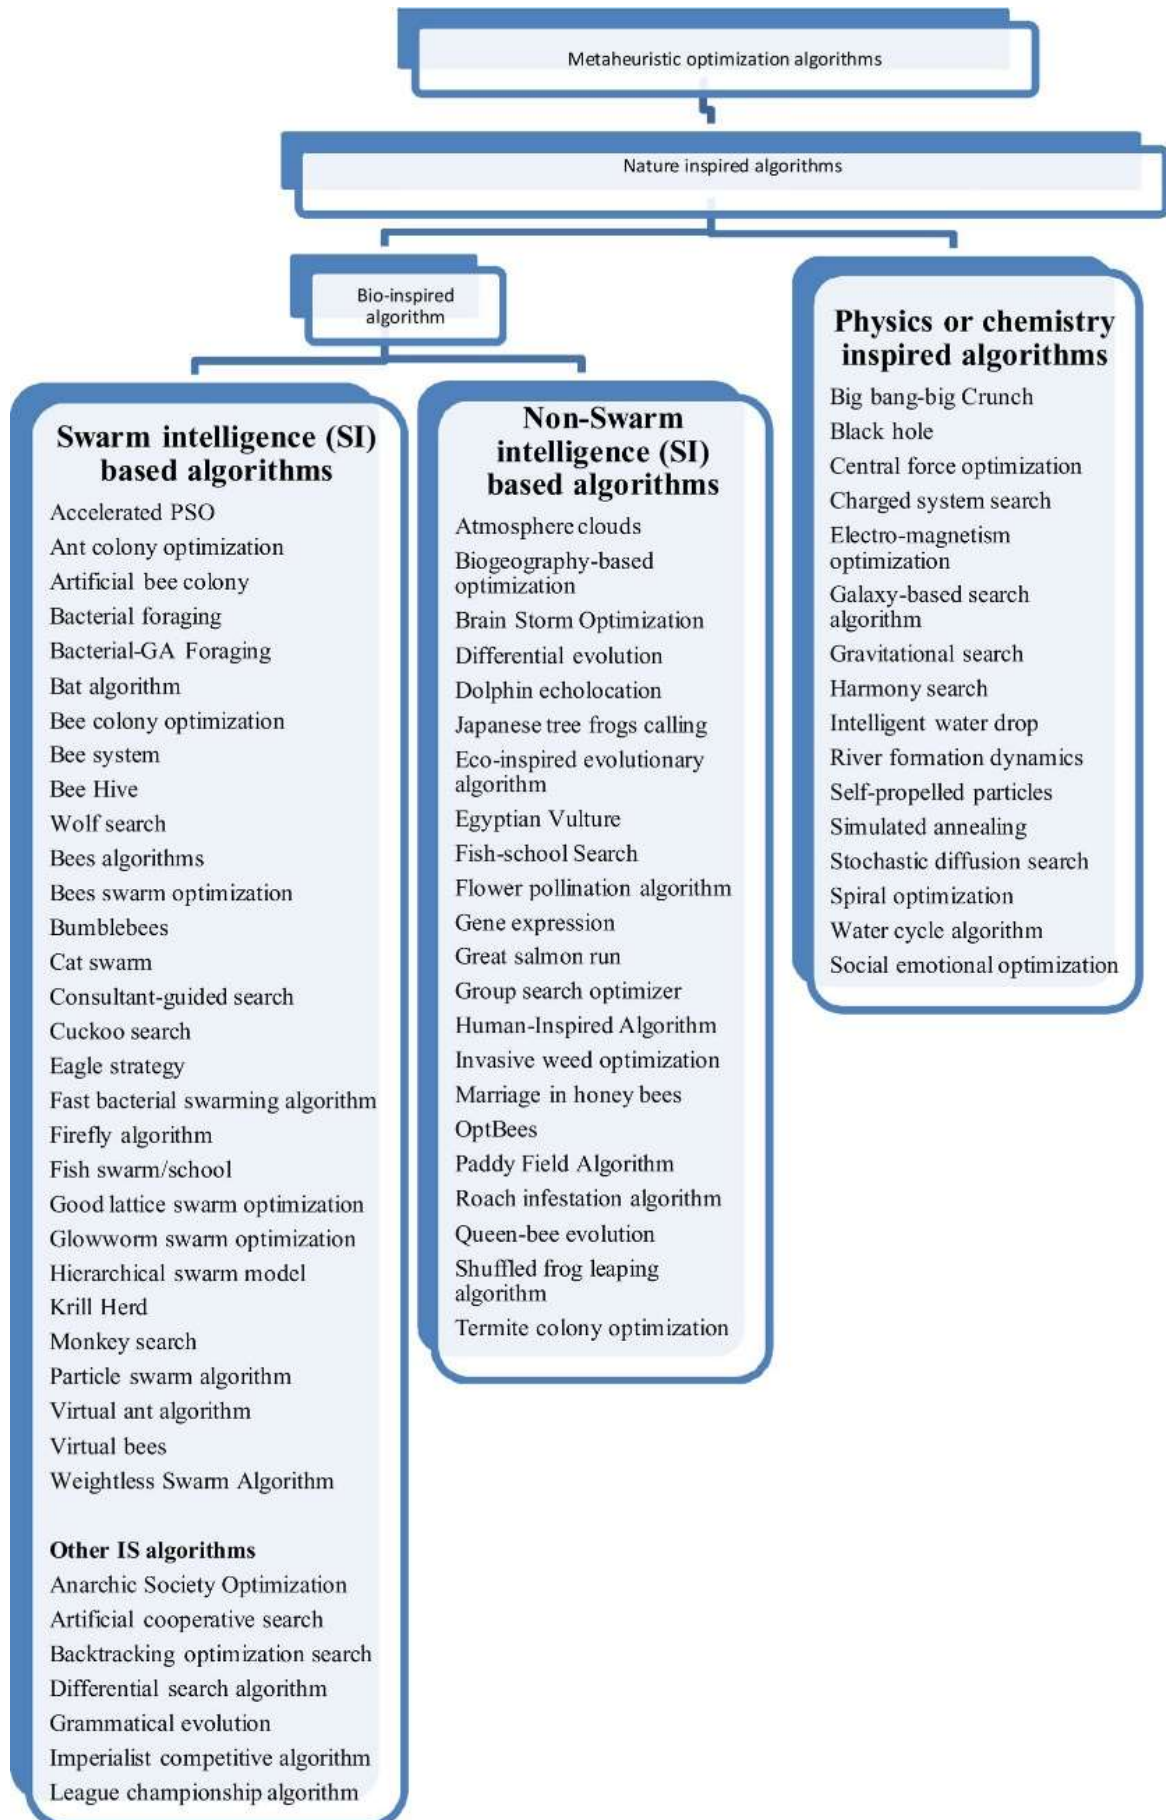 Metaheuristic optimization algorithms
Nature inspired algorithms
Bio-inspired
algorithm
Swarm intelligence (SI)
based algorithms
Accelerated PSO
Ant colony optimization
Artificial bee colony
Bacterial foraging
Bacterial-GA Foraging
Bat algorithm
Bee colony optimization
Bee system
Bee Hive
Wolf search
Bees algorithms
Bees swarm optimization
Bumblebees
Cat swarm
Consultant-guided search
Cuckoo search
Eagle strategy
Fast bacterial swarming algorithm
Firefly algorithm
Fish swarm/school
Good lattice swarm optimization
Glowworm swarm optimization
Hierarchical swarm model
Krill Herd
Monkey search
Particle swarm algorithm
Virtual ant algorithm
Virtual bees
Weightless Swarm Algorithm
Other IS algorithms
Anarchic Society Optimization
Artificial cooperative search
Backtracking optimization search
Differential search algorithm
Grammatical evolution
Imperialist competitive algorithm
League championship algorithm
Non-Swarm
intelligence (SI)
based algorithms
Atmosphere clouds
Biogeography-based
optimization
Brain Storm Optimization
Differential evolution
Dolphin echolocation
Japanese tree frogs calling
Eco-inspired evolutionary
algorithm
Egyptian Vulture
Fish-school Search
Flower pollination algorithm
Gene expression
Great salmon run
Group search optimizer
Human-Inspired Algorithm
Invasive weed optimization
Marriage in honey bees
OptBees
Paddy Field Algorithm
Roach infestation algorithm
Queen-bee evolution
Shuffled frog leaping
algorithm
Termite colony optimization
Physics or chemistry
inspired algorithms
Big bang-big Crunch
Black hole
Central force optimization
Charged system search
Electro-magnetism
optimization
Galaxy-based search
algorithm
Gravitational search
Harmony search
Intelligent water drop
River formation dynamics
Self-propelled particles
Simulated annealing
Stochastic diffusion search
Spiral optimization
Water cycle algorithm
Social emotional optimization